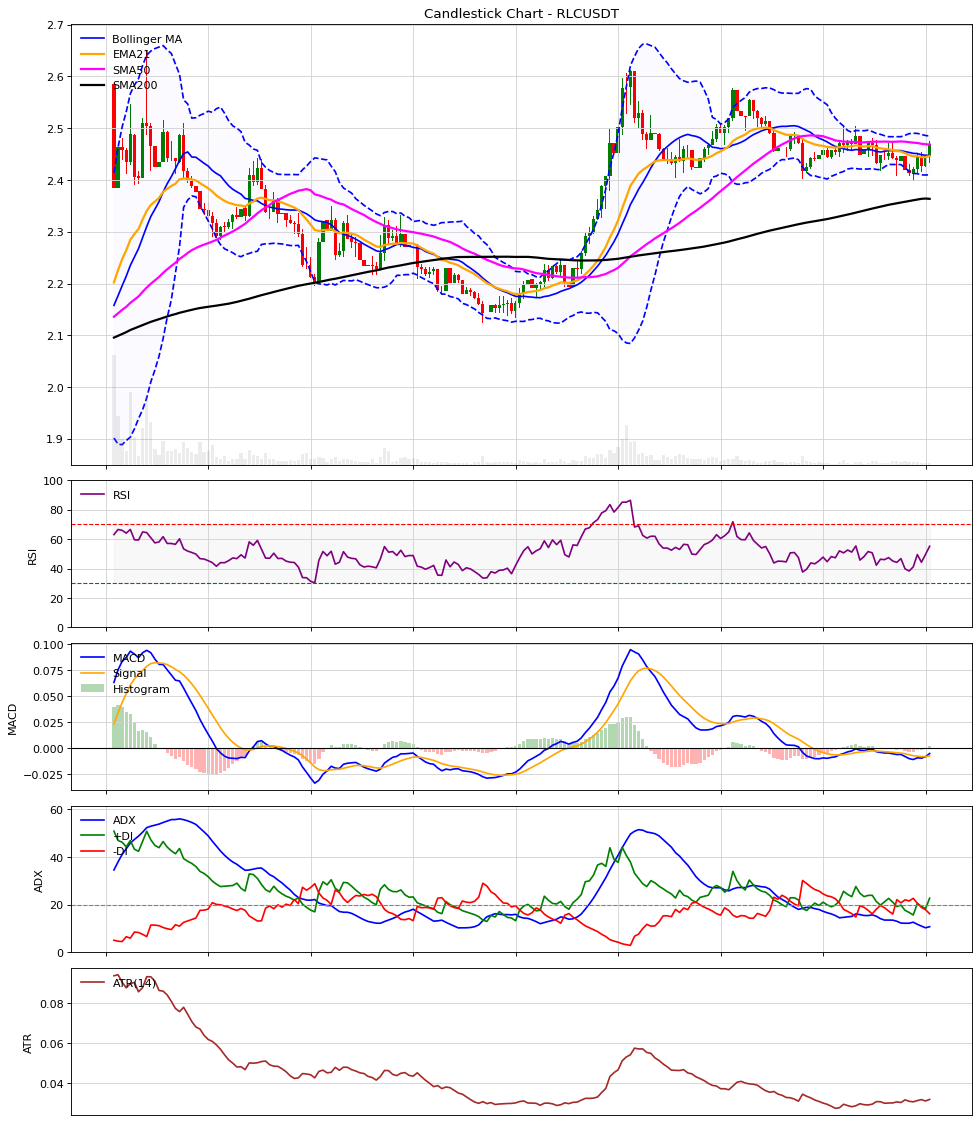 Candlestick Chart - RLCUSDT
2.7
2.6
2.5
2.4
2.3
2.2
2.1
2.0
1.9
Bollinger MA
EMA21
SMA50
SMA200
100
80
60
40
20
0
RSI
RSI
0.100
0.075
0.050
0.025
0.000
−0.025
MACD
MACD
Signal
Histogram
60
40
20
0
ADX
ADX
+DI
-DI
0.08
0.06
0.04
ATR
ATR(14)